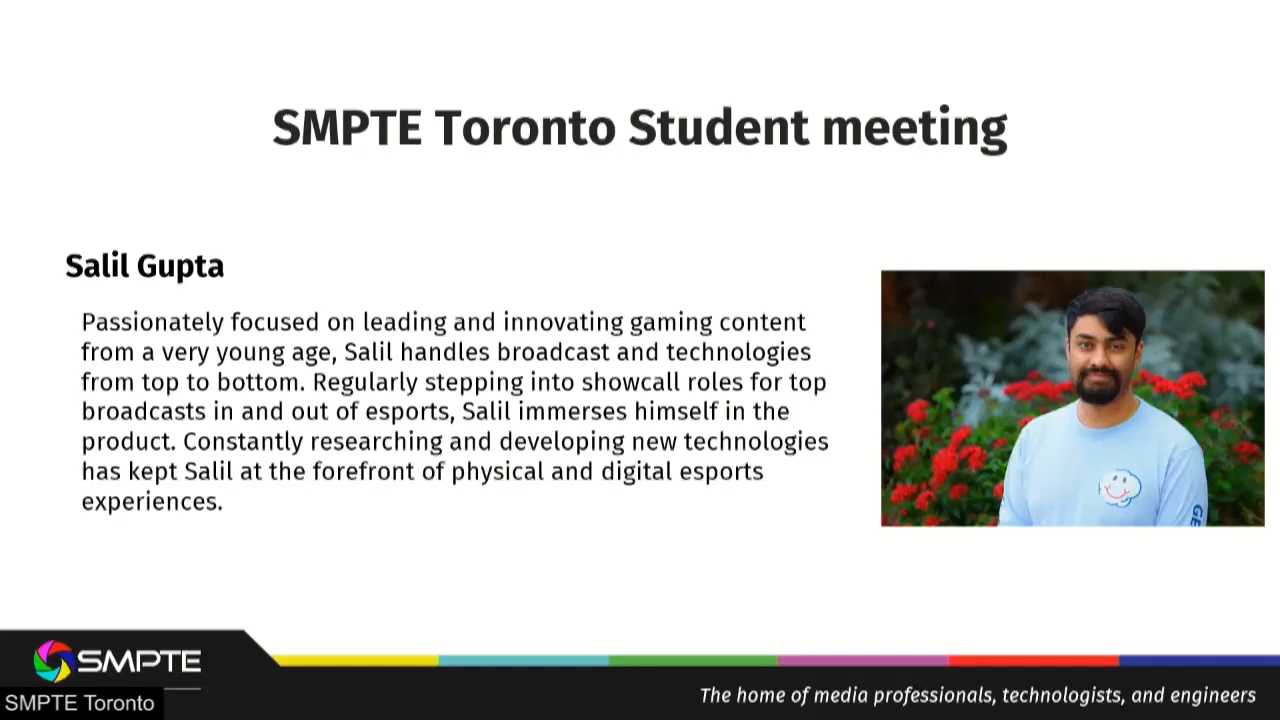 SMPTE Toronto Student meeting
Salil Gupta
Passionately focused on leading and innovating gaming content
from a very young age, Salil handles broadcast and technologies
from top to bottom. Regularly stepping into showcall roles for top
broadcasts in and out of esports, Salil immerses himself in the
product. Constantly researching and developing new technologies
has kept Salil at the forefront of physical and digital esports
experiences.
GE
SMPTE
SMPTE Toronto
The home of media professionals, technologists, and engineers